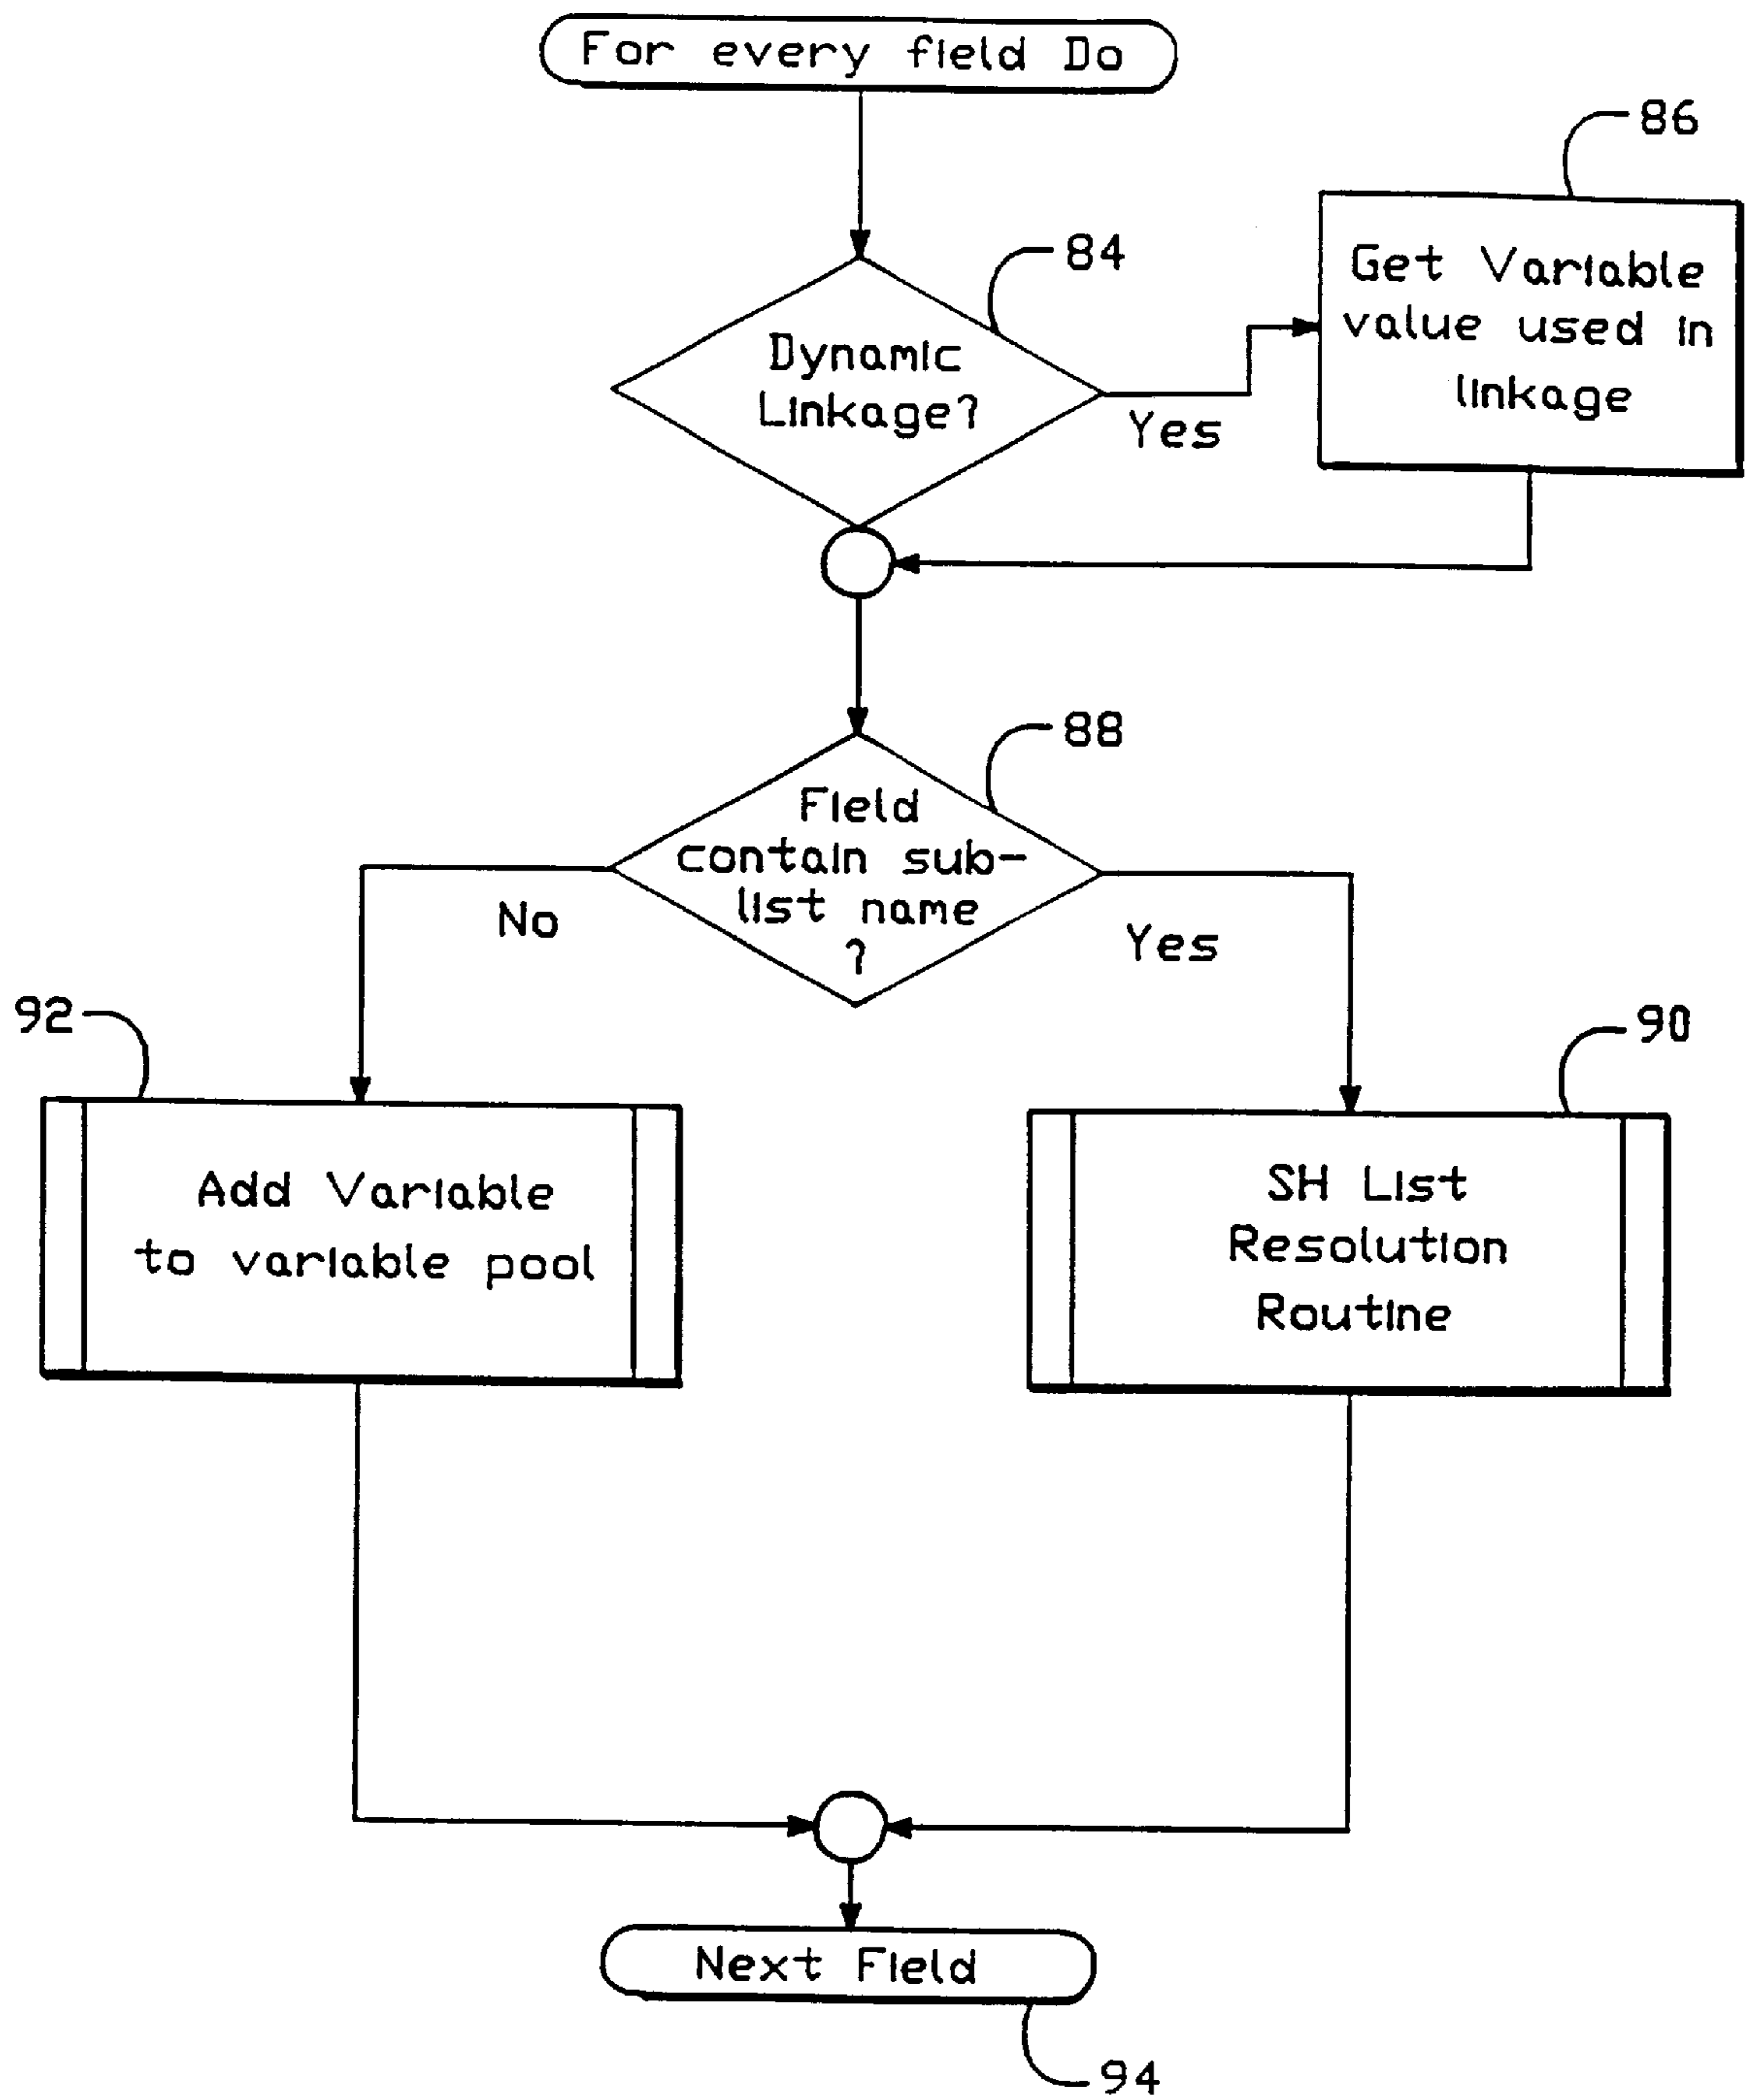 For every field Do
86
84
Get Variable
value used in
linkage
Dynamic
Linkage?
Yes
88
Field
contain sub-
list name
?
No
Yes
92
90
Add Variable
to variable pool
SH List
Resolution
Routine
Next Field
94